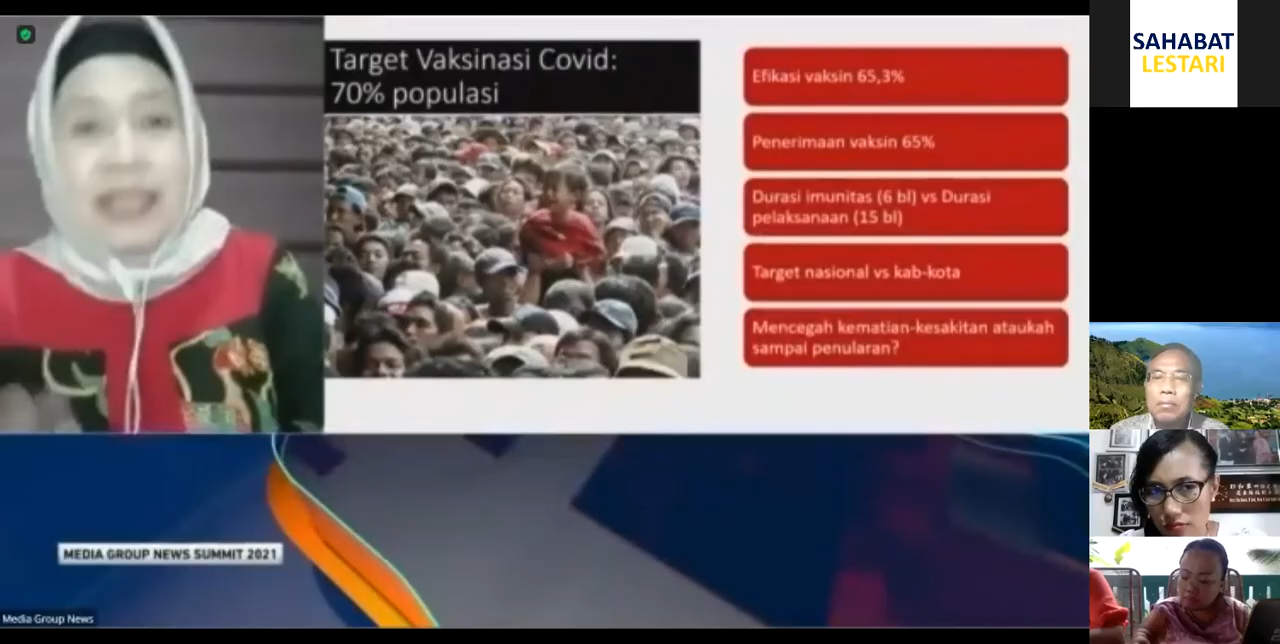 Target Vaksinasi Covid:
70% populasi
Efikasi vaksin 65,3%
Penerimaan vaksin 65%
Durasi imunitas (6 bl) vs Durasi
pelaksanaan (15 bl)
Target nasional vs kab-kota
Mencegah kematian-kesakitan ataukah
sampai penularan?
MEDIA GROUP NEWS SUMMIT 2021
Media Group News
SAHABAT
LESTARI